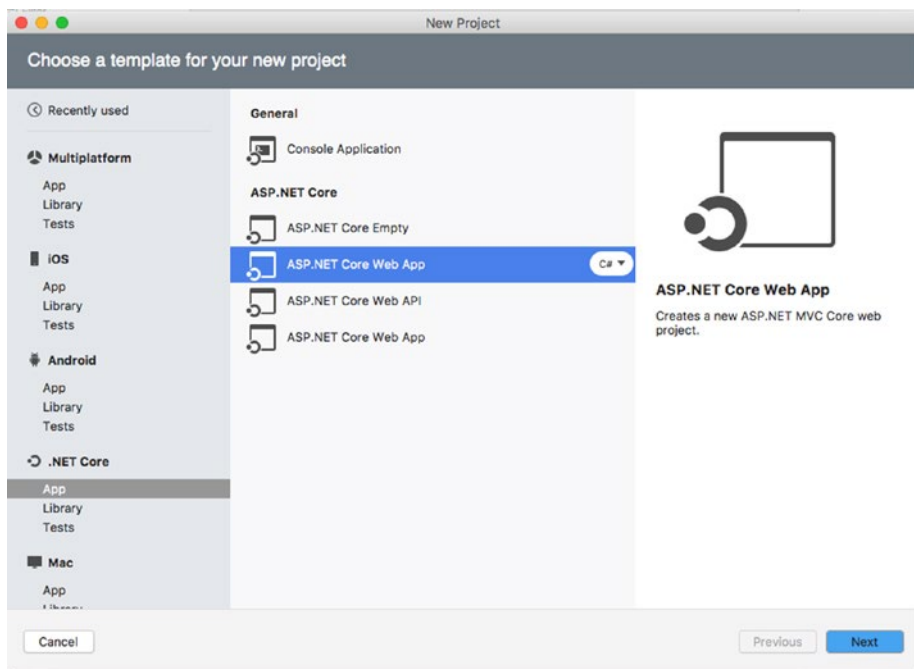 New Project
Choose a template for your new project
Recently used
Multiplatform
App
Library
Tests
iOS
App
Library
Tests
Android
App
Library
Tests
.NET Core
App
Library
Tests
Mac
App
General
Console Application
ASP.NET Core
ASP.NET Core Empty
ASP.NET Core Web App C#
ASP.NET Core Web API
ASP.NET Core Web App
ASP.NET Core Web App
Creates a new ASP.NET MVC Core web
project.
Cancel
Previous
Next